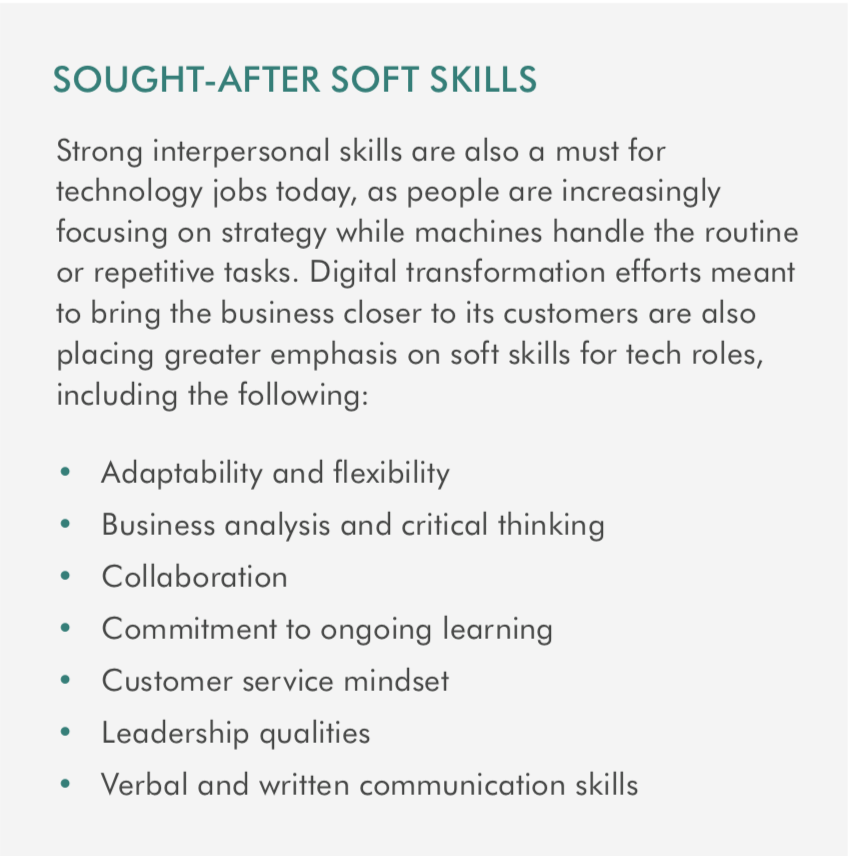 SOUGHT-AFTER SOFT SKILLS
Strong interpersonal skills are also a must for
technology jobs today, as people are increasingly
focusing on strategy while machines handle the routine
or repetitive tasks. Digital transformation efforts meant
to bring the business closer to its customers are also
placing greater emphasis on soft skills for tech roles,
including the following:
• Adaptability and flexibility
• Business analysis and critical thinking
• Collaboration
• Commitment to ongoing learning
• Customer service mindset
• Leadership qualities
• Verbal and written communication skills